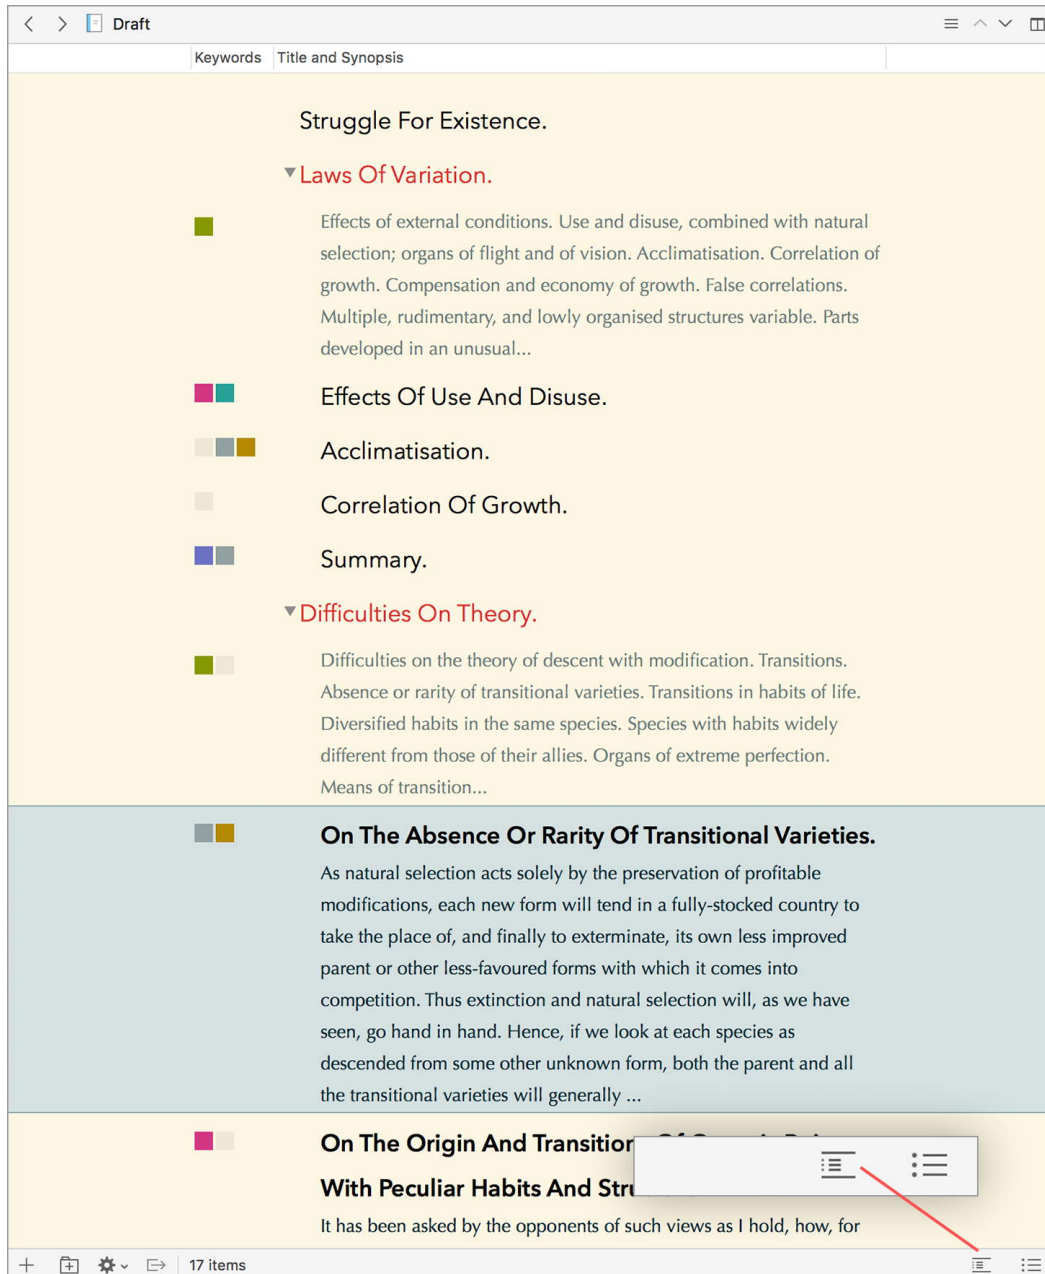 Draft
Keywords Title and Synopsis
Struggle For Existence.
Laws Of Variation.
Effects of external conditions. Use and disuse, combined with natural
selection; organs of flight and of vision. Acclimatisation. Correlation of
growth. Compensation and economy of growth. False correlations.
Multiple, rudimentary, and lowly organised structures variable. Parts
developed in an unusual...
Effects Of Use And Disuse.
Acclimatisation.
Correlation Of Growth.
Summary.
Difficulties On Theory.
Difficulties on the theory of descent with modification. Transitions.
Absence or rarity of transitional varieties. Transitions in habits of life.
Diversified habits in the same species. Species with habits widely
different from those of their allies. Organs of extreme perfection.
Means of transition...
On The Absence Or Rarity Of Transitional Varieties.
As natural selection acts solely by the preservation of profitable
modifications, each new form will tend in a fully-stocked country to
take the place of, and finally to exterminate, its own less improved
parent or other less-favoured forms with which it comes into
competition. Thus extinction and natural selection will, as we have
seen, go hand in hand. Hence, if we look at each species as
descended from some other unknown form, both the parent and all
the transitional varieties will generally ...
On The Origin And
With Peculiar Habits And
It has been asked by the opponents of such views as I hold, how, for
17 items